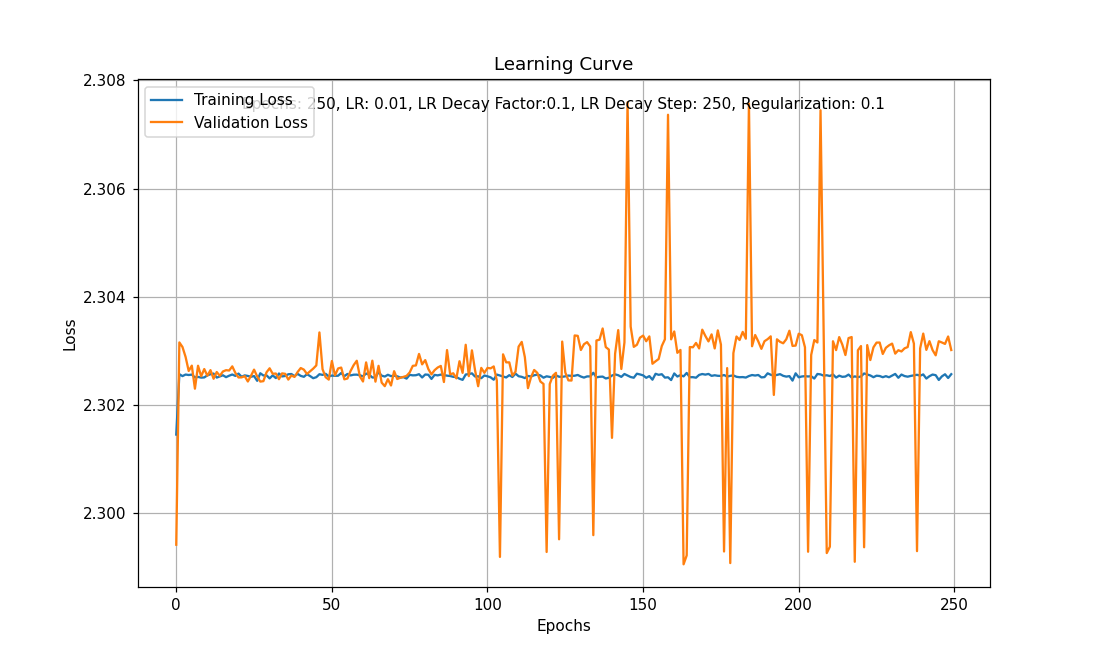 Learning Curve
Epochs: 250, LR: 0.01, LR Decay Factor:0.1, LR Decay Step: 250, Regularization: 0.1
Training Loss
Validation Loss
2.308
2.306
2.304
2.302
2.300
Loss
0
50
100
150
200
250
Epochs